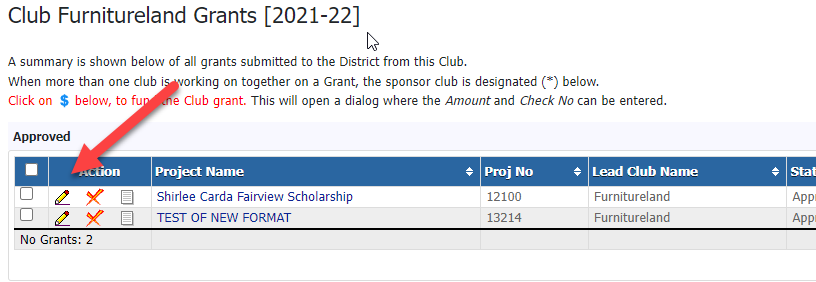 Club Furnitureland Grants [2021-22]
A summary is shown below of all grants submitted to the District from this Club.
When more than one club is working on together on a Grant, the sponsor club is designated (*) below.
Click on $ below, to fund the Club grant. This will open a dialog where the Amount and Check No can be entered.
Approved
Action Project Name Proj No Lead Club Name Stat
Shirlee Carda Fairview Scholarship 12100 Furnitureland Appr
TEST OF NEW FORMAT 13214 Furnitureland Appr
No Grants: 2